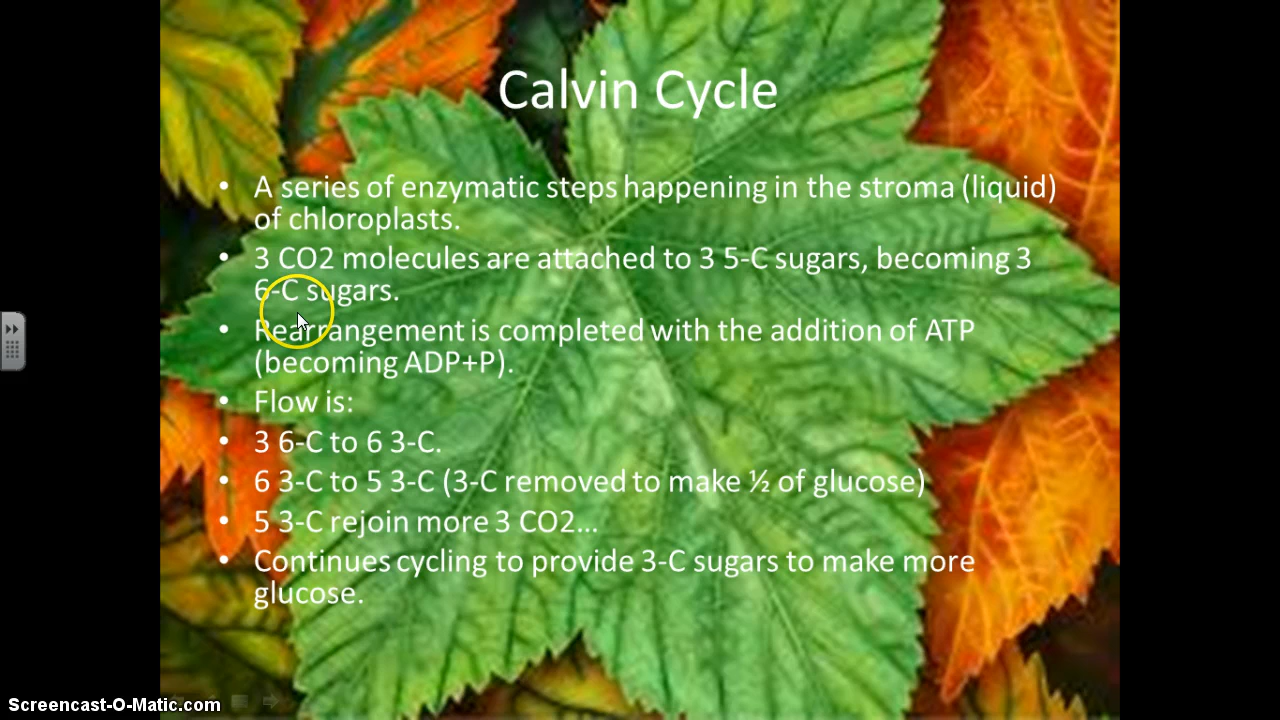 Calvin Cycle
• A series of enzymatic steps happening in the stroma (liquid)
of chloroplasts.
• 3 CO2 molecules are attached to 3 5-C sugars, becoming 3
6-C sugars.
• Rearrangement is completed with the addition of ATP
(becoming ADP+P).
• Flow is:
• 3 6-C to 6 3-C.
• 6 3-C to 5 3-C (3-C removed to make ½ of glucose)
• 5 3-C rejoin more 3 CO2...
• Continues cycling to provide 3-C sugars to make more
glucose.
Screencast-O-Matic.com